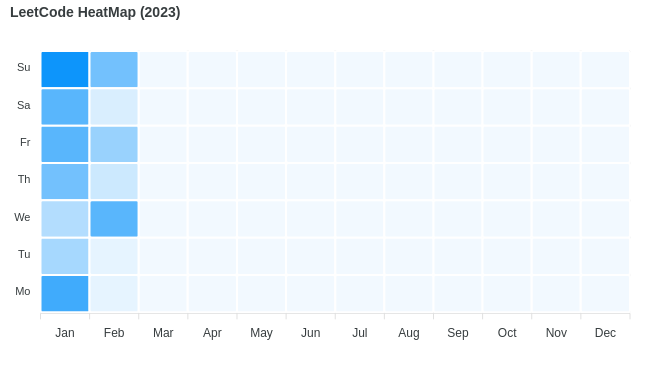 LeetCode HeatMap (2023)
Su
Sa
Fr
Th
We
Tu
Mo
Jan Feb Mar Apr May Jun Jul Aug Sep Oct Nov Dec